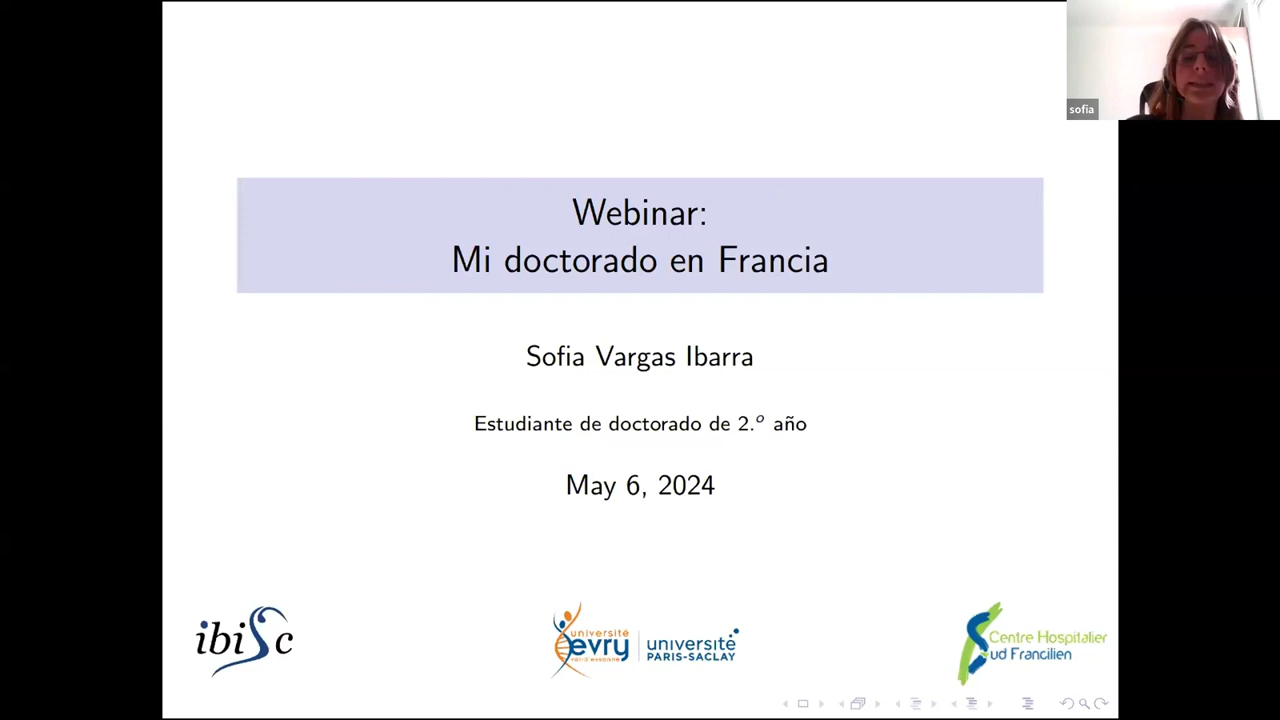 sofia
Webinar:
Mi doctorado en Francia
Sofia Vargas Ibarra
Estudiante de doctorado de 2.º año
May 6, 2024
ibisc
université
evry
université
PARIS-SACLAY
Centre Hospitalier
Sud Francilien